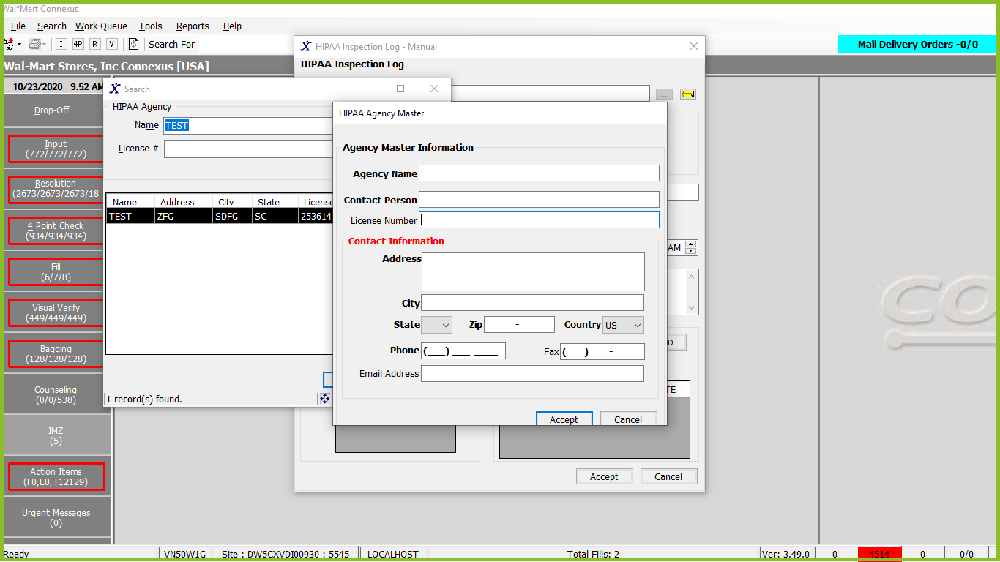 Wal*Mart Connexus
File Search Work Queue Tools Reports Help
I 4P R V Search For
Mail Delivery Orders -0/0
Wal-Mart Stores, Inc Connexus [USA]
10/23/2020 9:52 AM
Drop-Off
Input
(772/772/772)
Resolution
(2673/2673/2673/18
4 Point Check
(934/934/934)
Fill
(6/7/8)
Visual Verify
(449/449/449)
Bagging
(128/128/128)
Counseling
(0/0/538)
IMZ
(5)
Action Items
(F0,E0,T12129)
Urgent Messages
(0)
HIPAA Inspection Log - Manual
HIPAA Inspection Log
...
AM
D
TE
Accept Cancel
Search
HIPAA Agency
Name TEST
License #
Name Address City State License
TEST ZFG SDFG SC 253614
1 record(s) found.
HIPAA Agency Master
Agency Master Information
Agency Name
Contact Person
License Number
Contact Information
Address
City
State Zip _____-____ Country US
Phone (___) ___-____ Fax (___) ___-____
Email Address
Accept Cancel
CO
Ready VN50W1G Site : DW5CXVDI00930 : 5545 LOCALHOST Total Fills: 2 Ver: 3.49.0 0 4514 0 0/0